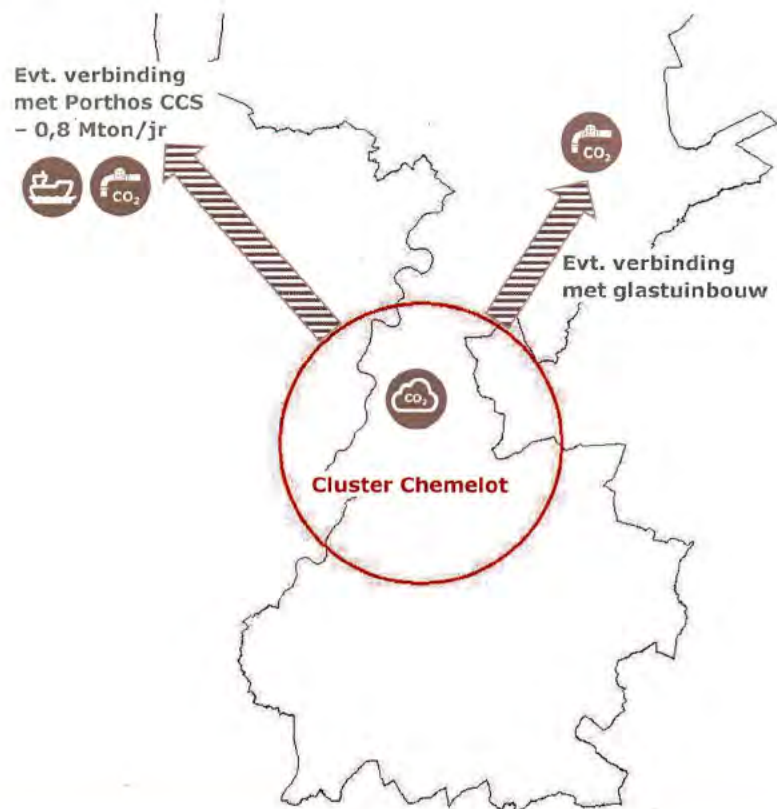 Evt. verbinding
met Porthos CCS
– 0,8 Mton/jr
CO₂
CO₂
Evt. verbinding
met glastuinbouw
CO₂
Cluster Chemelot